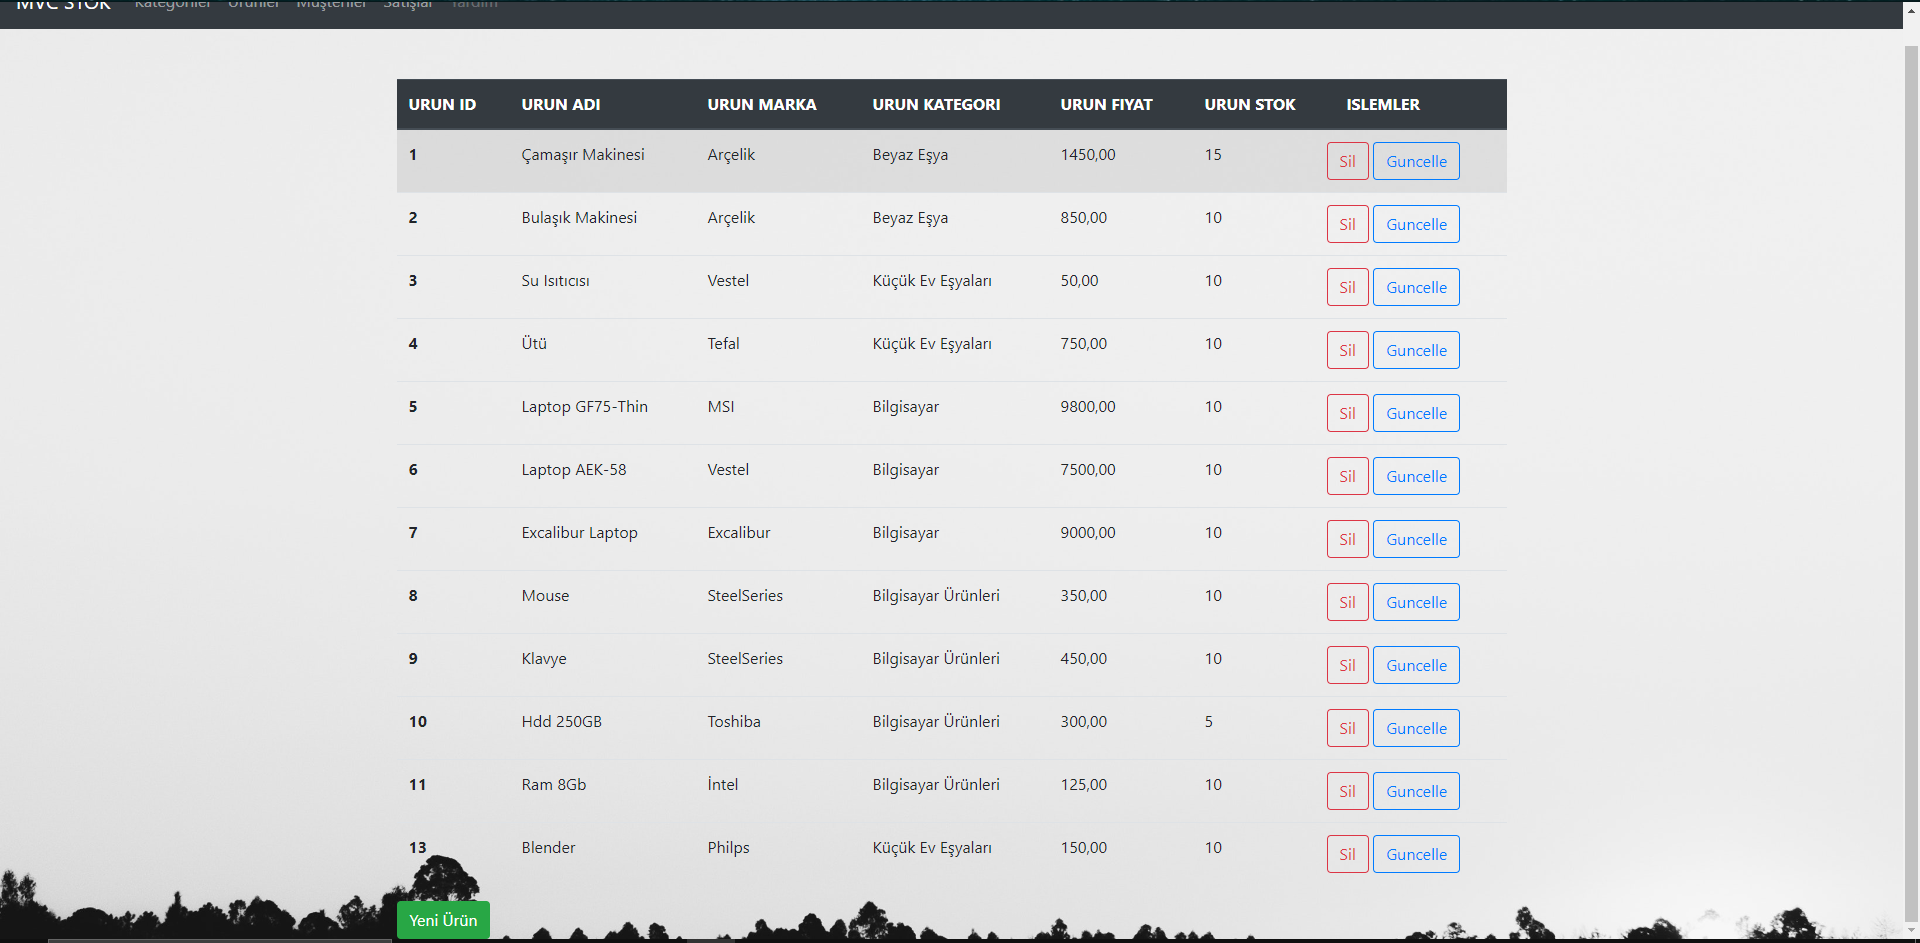 MVC STOK Kategoriler Ürünler Müşteriler Satışlar Yardım
URUN ID URUN ADI URUN MARKA URUN KATEGORI URUN FIYAT URUN STOK ISLEMLER
1 Çamaşır Makinesi Arçelik Beyaz Eşya 1450,00 15 Sil Guncelle
2 Bulaşık Makinesi Arçelik Beyaz Eşya 850,00 10 Sil Guncelle
3 Su Isıtıcısı Vestel Küçük Ev Eşyaları 50,00 10 Sil Guncelle
4 Ütü Tefal Küçük Ev Eşyaları 750,00 10 Sil Guncelle
5 Laptop GF75-Thin MSI Bilgisayar 9800,00 10 Sil Guncelle
6 Laptop AEK-58 Vestel Bilgisayar 7500,00 10 Sil Guncelle
7 Excalibur Laptop Excalibur Bilgisayar 9000,00 10 Sil Guncelle
8 Mouse SteelSeries Bilgisayar Ürünleri 350,00 10 Sil Guncelle
9 Klavye SteelSeries Bilgisayar Ürünleri 450,00 10 Sil Guncelle
10 Hdd 250GB Toshiba Bilgisayar Ürünleri 300,00 5 Sil Guncelle
11 Ram 8Gb İntel Bilgisayar Ürünleri 125,00 10 Sil Guncelle
13 Blender Philps Küçük Ev Eşyaları 150,00 10 Sil Guncelle
Yeni Ürün